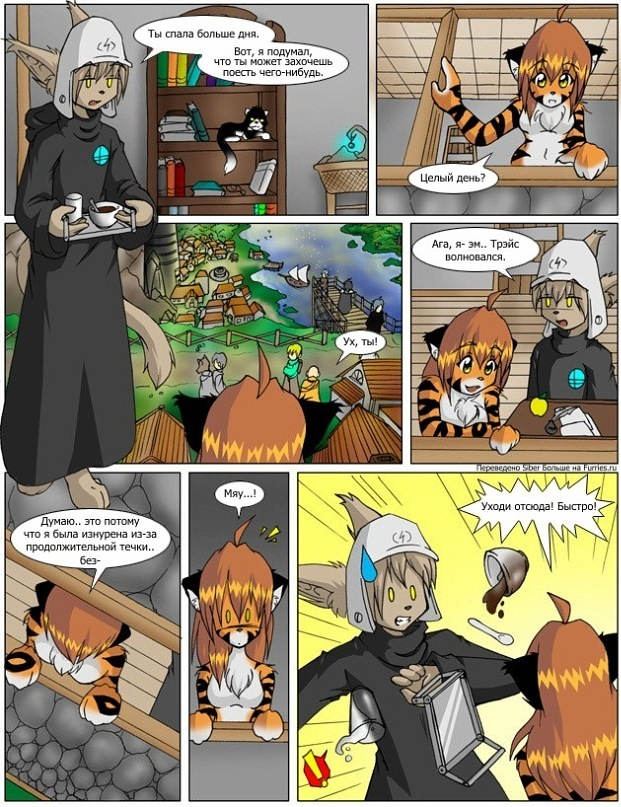 Ты спала больше дня.
Вот, я подумал,
что ты может захочешь
поесть чего-нибудь.
Целый день?
Ух, ты!
Ага, я- эм.. Трэйс
волновался.
Переведено Siber Больше на Furries.ru
Думаю.. это потому
что я была изнурена из-за
продолжительной течки..
без-
Мяу...!
Уходи отсюда! Быстро!